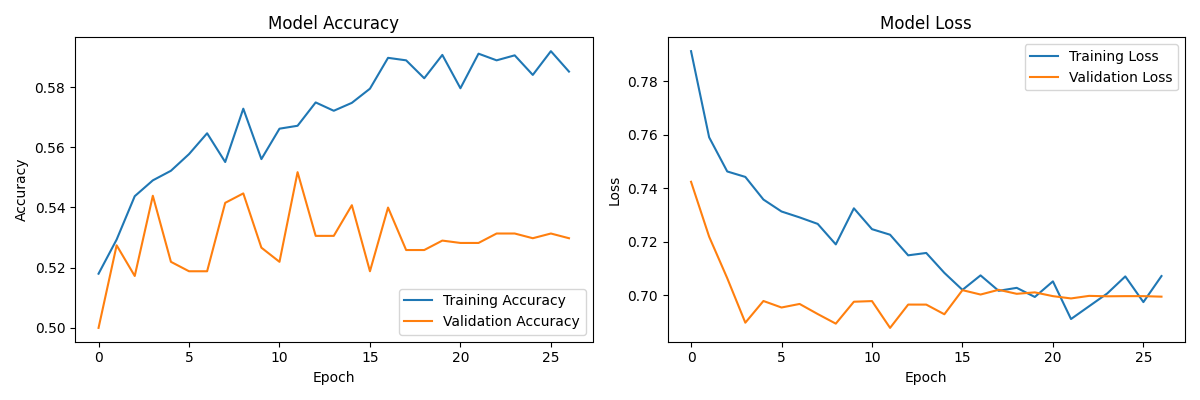 Model Accuracy
0.58
0.56
0.54
0.52
0.50
Accuracy
0 5 10 15 20 25
Epoch
Training Accuracy
Validation Accuracy
Model Loss
0.78
0.76
0.74
0.72
0.70
Loss
0 5 10 15 20 25
Epoch
Training Loss
Validation Loss